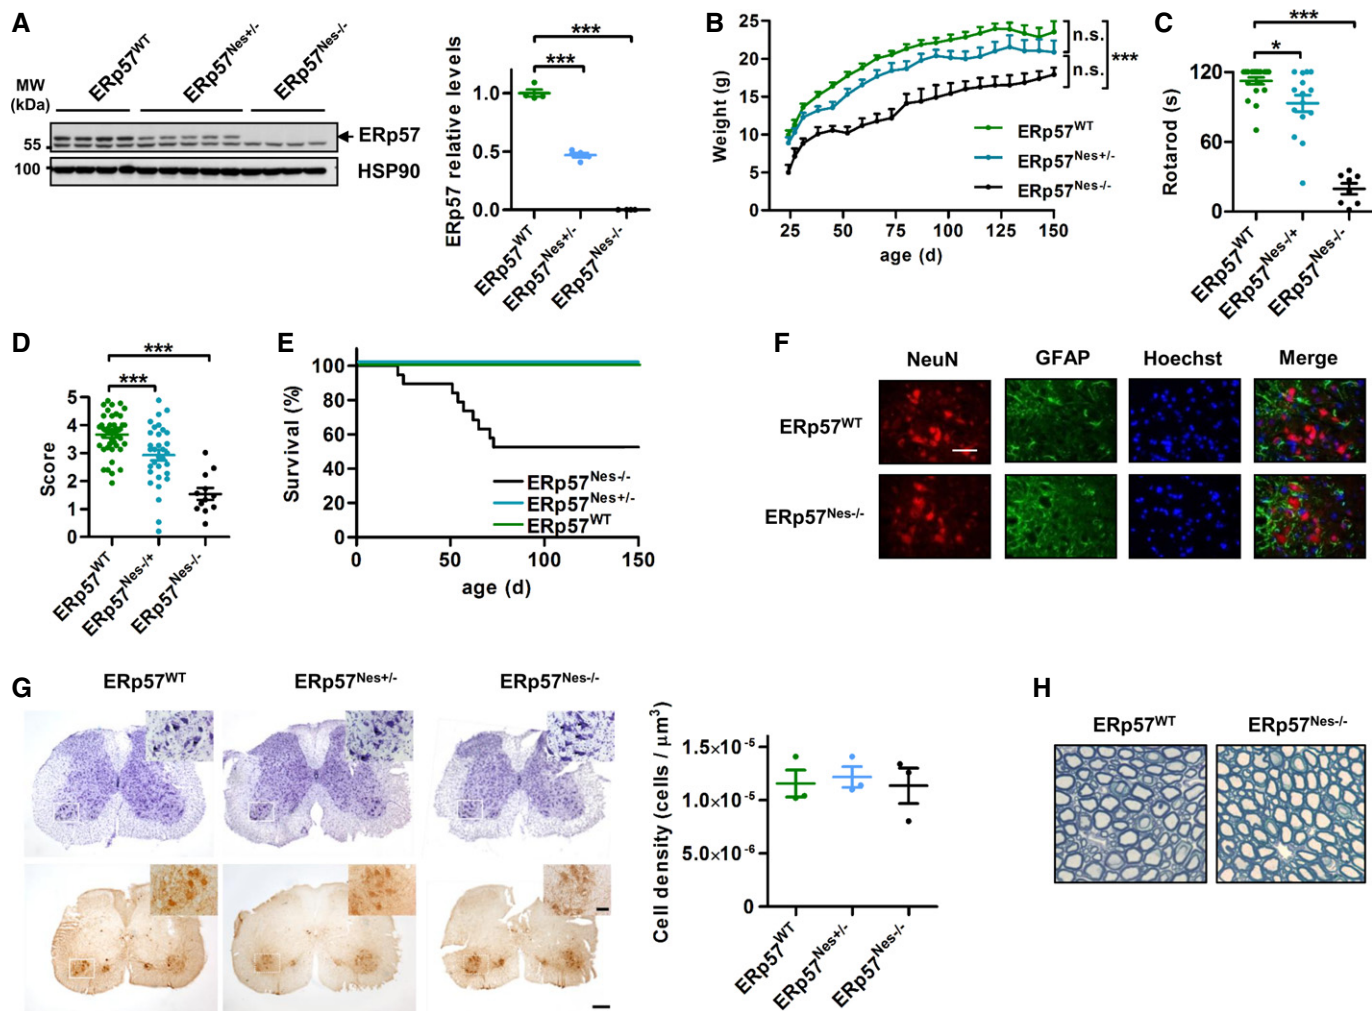 A
MW
(kDa)
ERp57WT
ERp57Nes+/-
ERp57Nes-/-
55
100
ERp57
HSP90
ERp57 relative levels
1.0
0.5
0.0
***
***
ERp57WT
ERp57Nes+/-
ERp57Nes-/-
B
Weight (g)
25
20
15
10
5
0
25 50 75 100 125 150
age (d)
n.s.
n.s.
***
ERp57WT
ERp57Nes+/-
ERp57Nes-/-
C
Rotarod (s)
120
60
0
***
*
ERp57WT
ERp57Nes-/+
ERp57Nes-/-
D
Score
5
4
3
2
1
0
***
***
ERp57WT
ERp57Nes-/+
ERp57Nes-/-
E
Survival (%)
100
80
60
40
20
0
0 50 100 150
age (d)
ERp57Nes-/-
ERp57Nes+/-
ERp57WT
F
NeuN GFAP Hoechst Merge
ERp57WT
ERp57Nes-/-
G
ERp57WT ERp57Nes+/- ERp57Nes-/-
Cell density (cells / μm³)
1.5×10⁻⁵
1.0×10⁻⁵
5.0×10⁻⁶
0
ERp57WT
ERp57Nes+/-
ERp57Nes-/-
H
ERp57WT ERp57Nes-/-